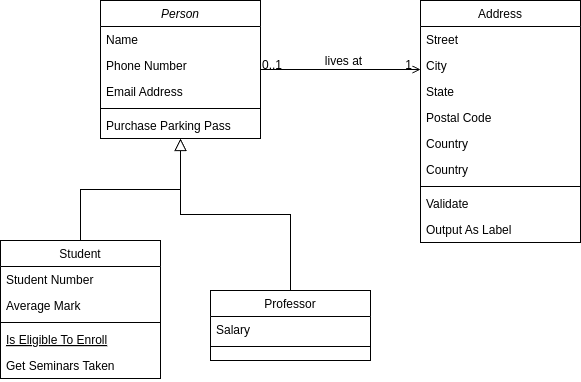 Person
Name
Phone Number
Email Address
Purchase Parking Pass
0..1
lives at
1
Address
Street
City
State
Postal Code
Country
Country
Validate
Output As Label
Student
Student Number
Average Mark
Is Eligible To Enroll
Get Seminars Taken
Professor
Salary